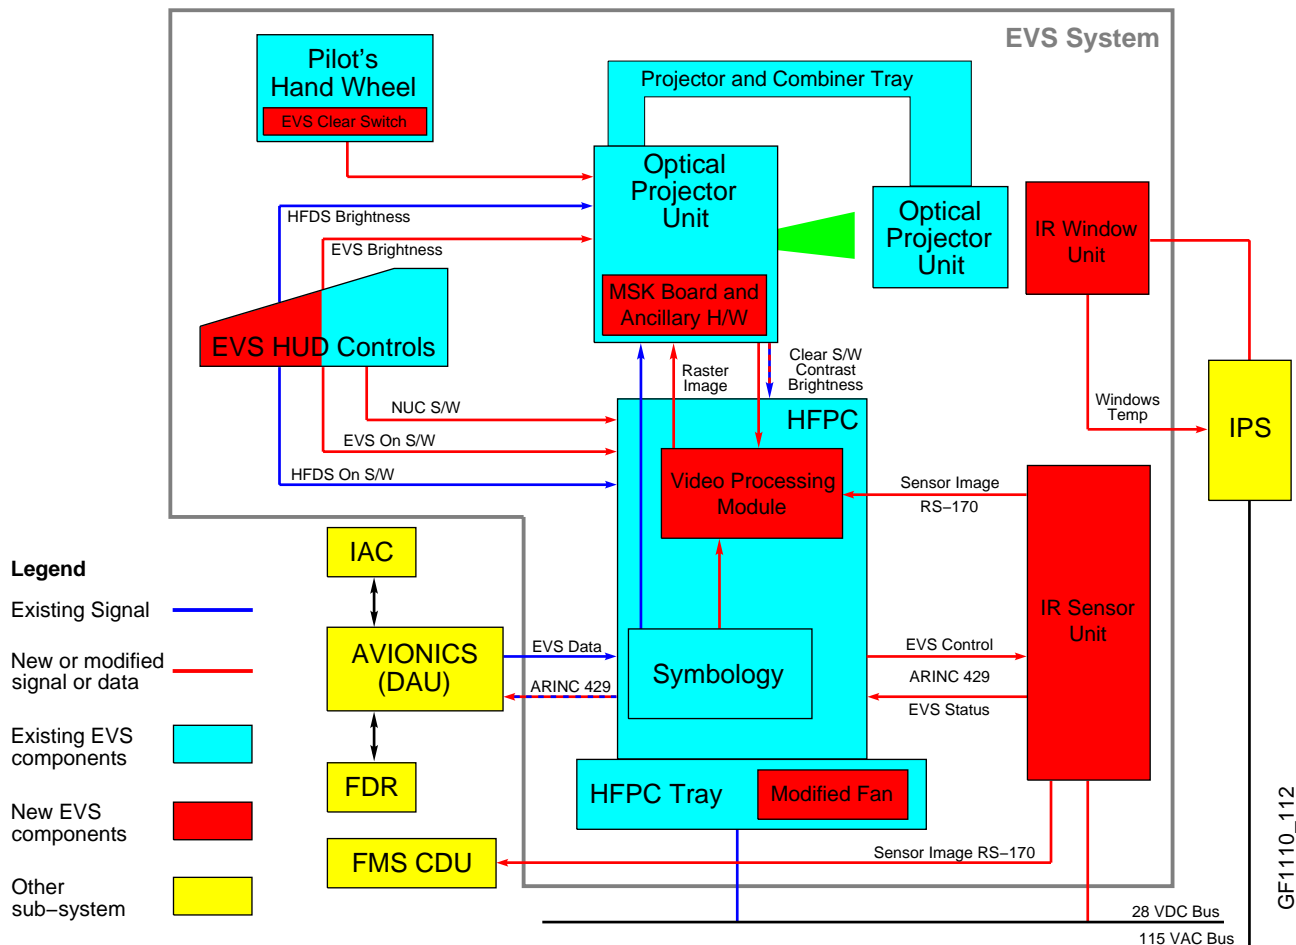 EVS System
Pilot's
Hand Wheel
EVS Clear Switch
Projector and Combiner Tray
Optical
Projector
Unit
MSK Board and
Ancillary H/W
Optical
Projector
Unit
IR Window
Unit
HFDS Brightness
EVS Brightness
EVS HUD Controls
Raster
Image
Clear S/W
Contrast
Brightness
NUC S/W
EVS On S/W
HFDS On S/W
HFPC
Video Processing
Module
Windows
Temp
IPS
Sensor Image
RS−170
IR Sensor
Unit
IAC
AVIONICS
(DAU)
FDR
FMS CDU
EVS Data
ARINC 429
Symbology
EVS Control
ARINC 429
EVS Status
HFPC Tray
Modified Fan
Sensor Image RS−170
28 VDC Bus
115 VAC Bus
Legend
Existing Signal
New or modified
signal or data
Existing EVS
components
New EVS
components
Other
sub−system
GF1110_112